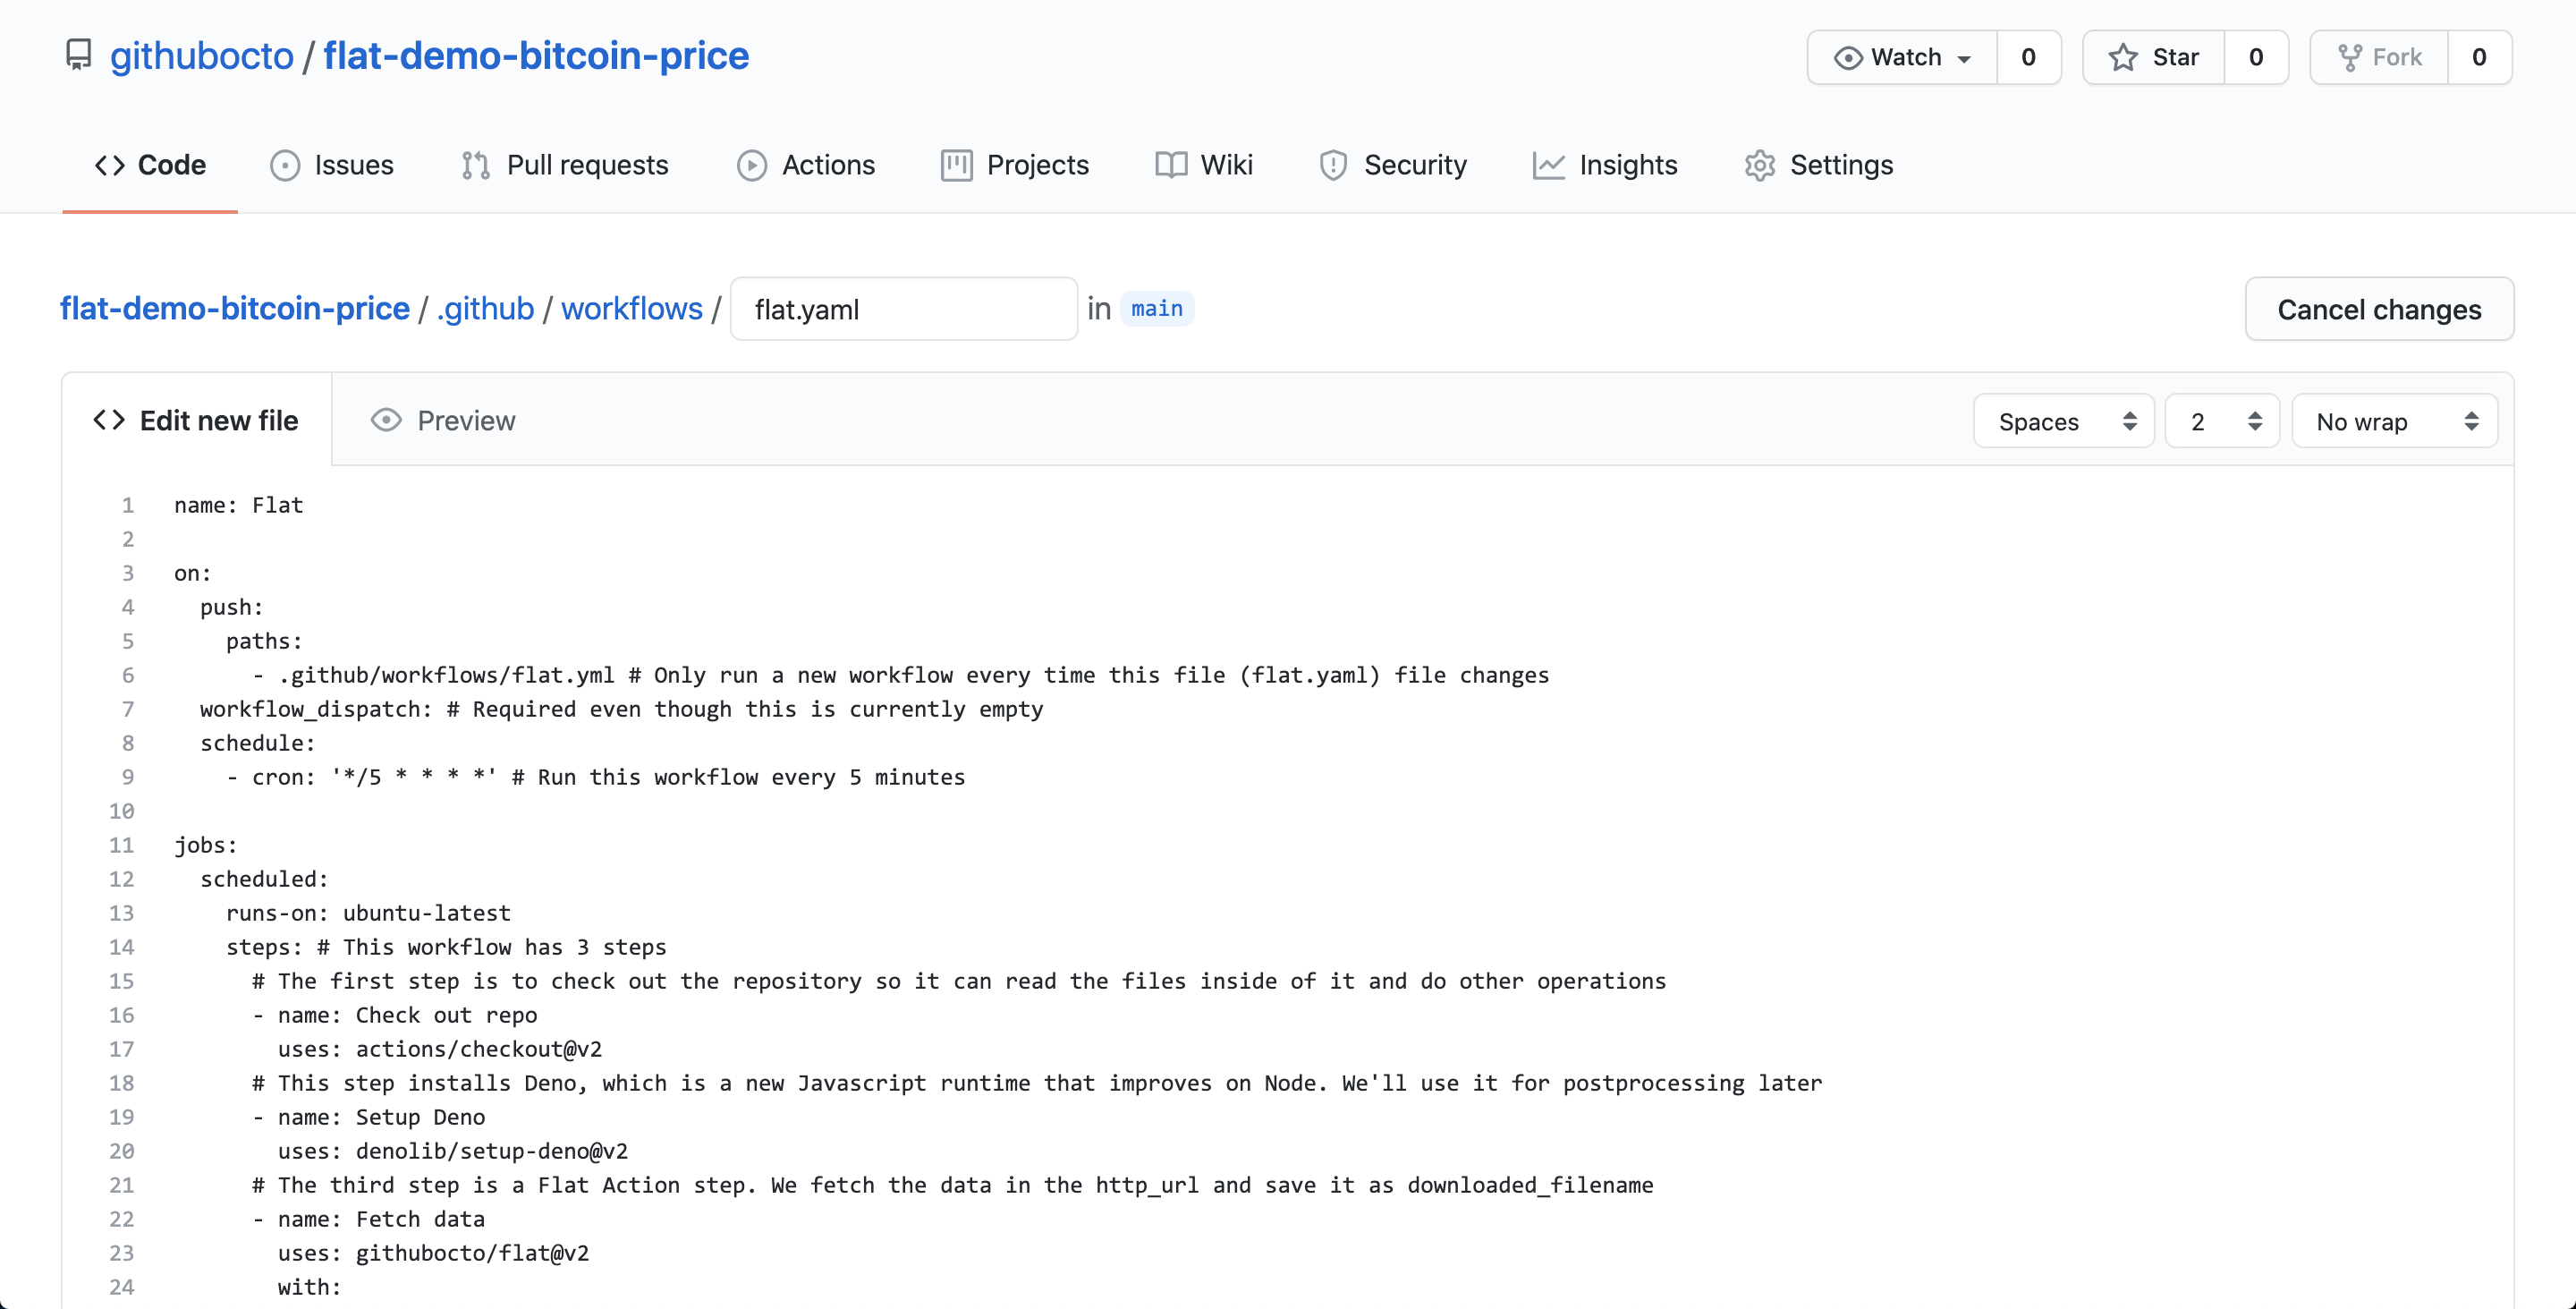 githubocto / flat-demo-bitcoin-price
Watch 0 Star 0 Fork 0
Code Issues Pull requests Actions Projects Wiki Security Insights Settings
flat-demo-bitcoin-price / .github / workflows / flat.yaml in main Cancel changes
Edit new file Preview Spaces 2 No wrap
1 name: Flat
2
3 on:
4   push:
5     paths:
6       - .github/workflows/flat.yml # Only run a new workflow every time this file (flat.yaml) file changes
7   workflow_dispatch: # Required even though this is currently empty
8   schedule:
9     - cron: '*/5 * * * *' # Run this workflow every 5 minutes
10
11 jobs:
12   scheduled:
13     runs-on: ubuntu-latest
14     steps: # This workflow has 3 steps
15       # The first step is to check out the repository so it can read the files inside of it and do other operations
16       - name: Check out repo
17         uses: actions/checkout@v2
18       # This step installs Deno, which is a new Javascript runtime that improves on Node. We'll use it for postprocessing later
19       - name: Setup Deno
20         uses: denolib/setup-deno@v2
21       # The third step is a Flat Action step. We fetch the data in the http_url and save it as downloaded_filename
22       - name: Fetch data
23         uses: githubocto/flat@v2
24         with: